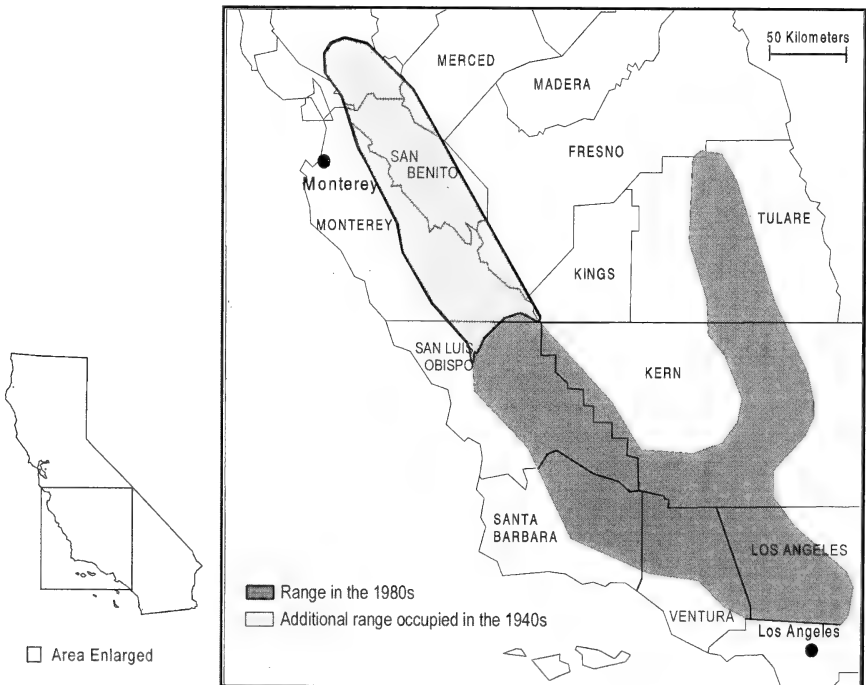 50 Kilometers
MERCED
MADERA
FRESNO
SAN
BENITO
Monterey
MONTEREY
TULARE
KINGS
SAN LUIS
OBISPO
KERN
SANTA
BARBARA
LOS ANGELES
Range in the 1980s
Additional range occupied in the 1940s
VENTURA
Los Angeles
Area Enlarged